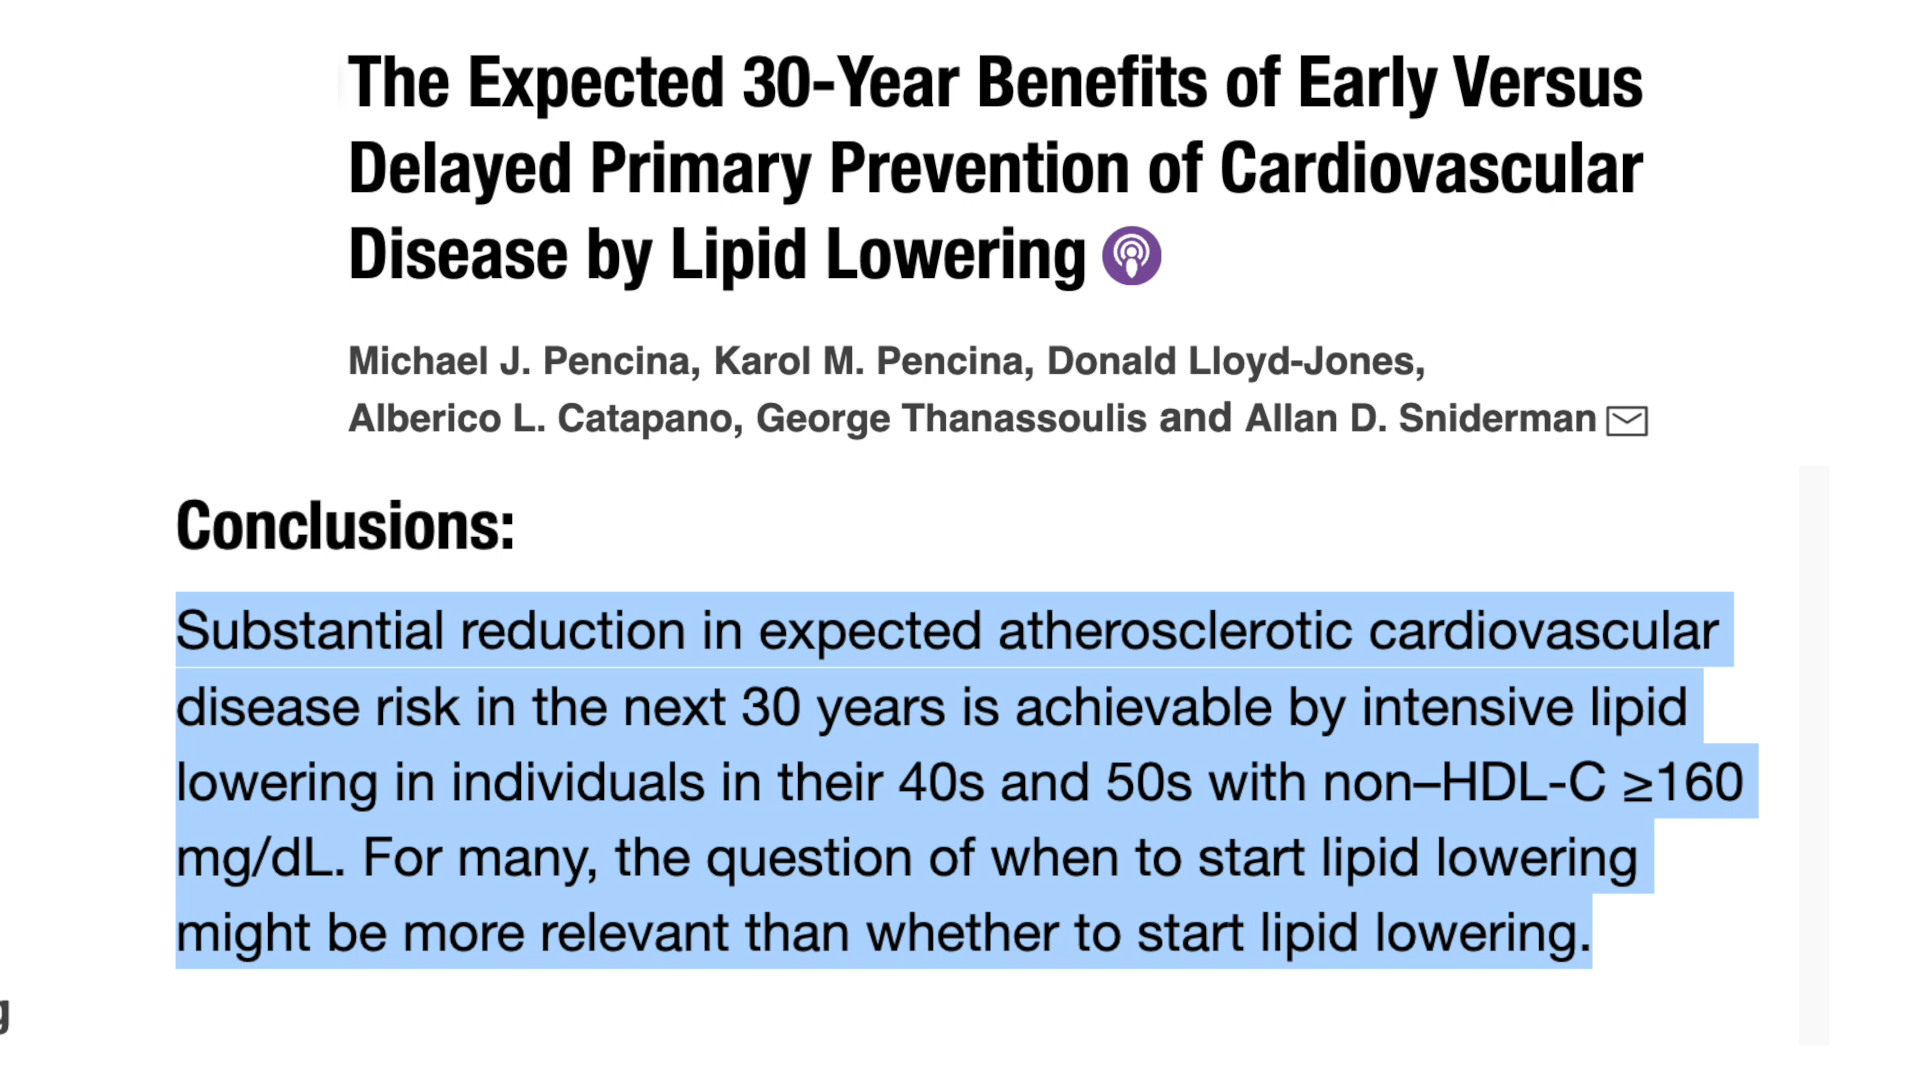 The Expected 30-Year Benefits of Early Versus
Delayed Primary Prevention of Cardiovascular
Disease by Lipid Lowering
Michael J. Pencina, Karol M. Pencina, Donald Lloyd-Jones,
Alberico L. Catapano, George Thanassoulis and Allan D. Sniderman
Conclusions:
Substantial reduction in expected atherosclerotic cardiovascular
disease risk in the next 30 years is achievable by intensive lipid
lowering in individuals in their 40s and 50s with non–HDL-C ≥160
mg/dL. For many, the question of when to start lipid lowering
might be more relevant than whether to start lipid lowering.